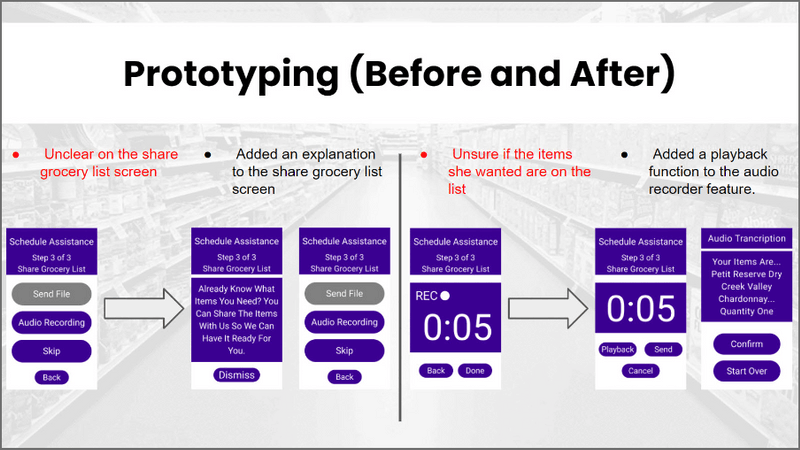 Prototyping (Before and After)
● Unclear on the share
grocery list screen
● Added an explanation
to the share grocery list
screen
● Unsure if the items
she wanted are on the
list
● Added a playback
function to the audio
recorder feature.
Schedule Assistance
Step 3 of 3
Share Grocery List
Send File
Audio Recording
Skip
Back
Schedule Assistance
Step 3 of 3
Share Grocery List
Already Know What
Items You Need? You
Can Share The Items
With Us So We Can
Have It Ready For
You.
Dismiss
Schedule Assistance
Step 3 of 3
Share Grocery List
Send File
Audio Recording
Skip
Back
Schedule Assistance
Step 3 of 3
Share Grocery List
REC
0:05
Back Done
Schedule Assistance
Step 3 of 3
Share Grocery List
0:05
Playback Send
Cancel
Audio Trancription
Your Items Are...
Petit Reserve Dry
Creek Valley
Chardonnay...
Quantity One
Confirm
Start Over